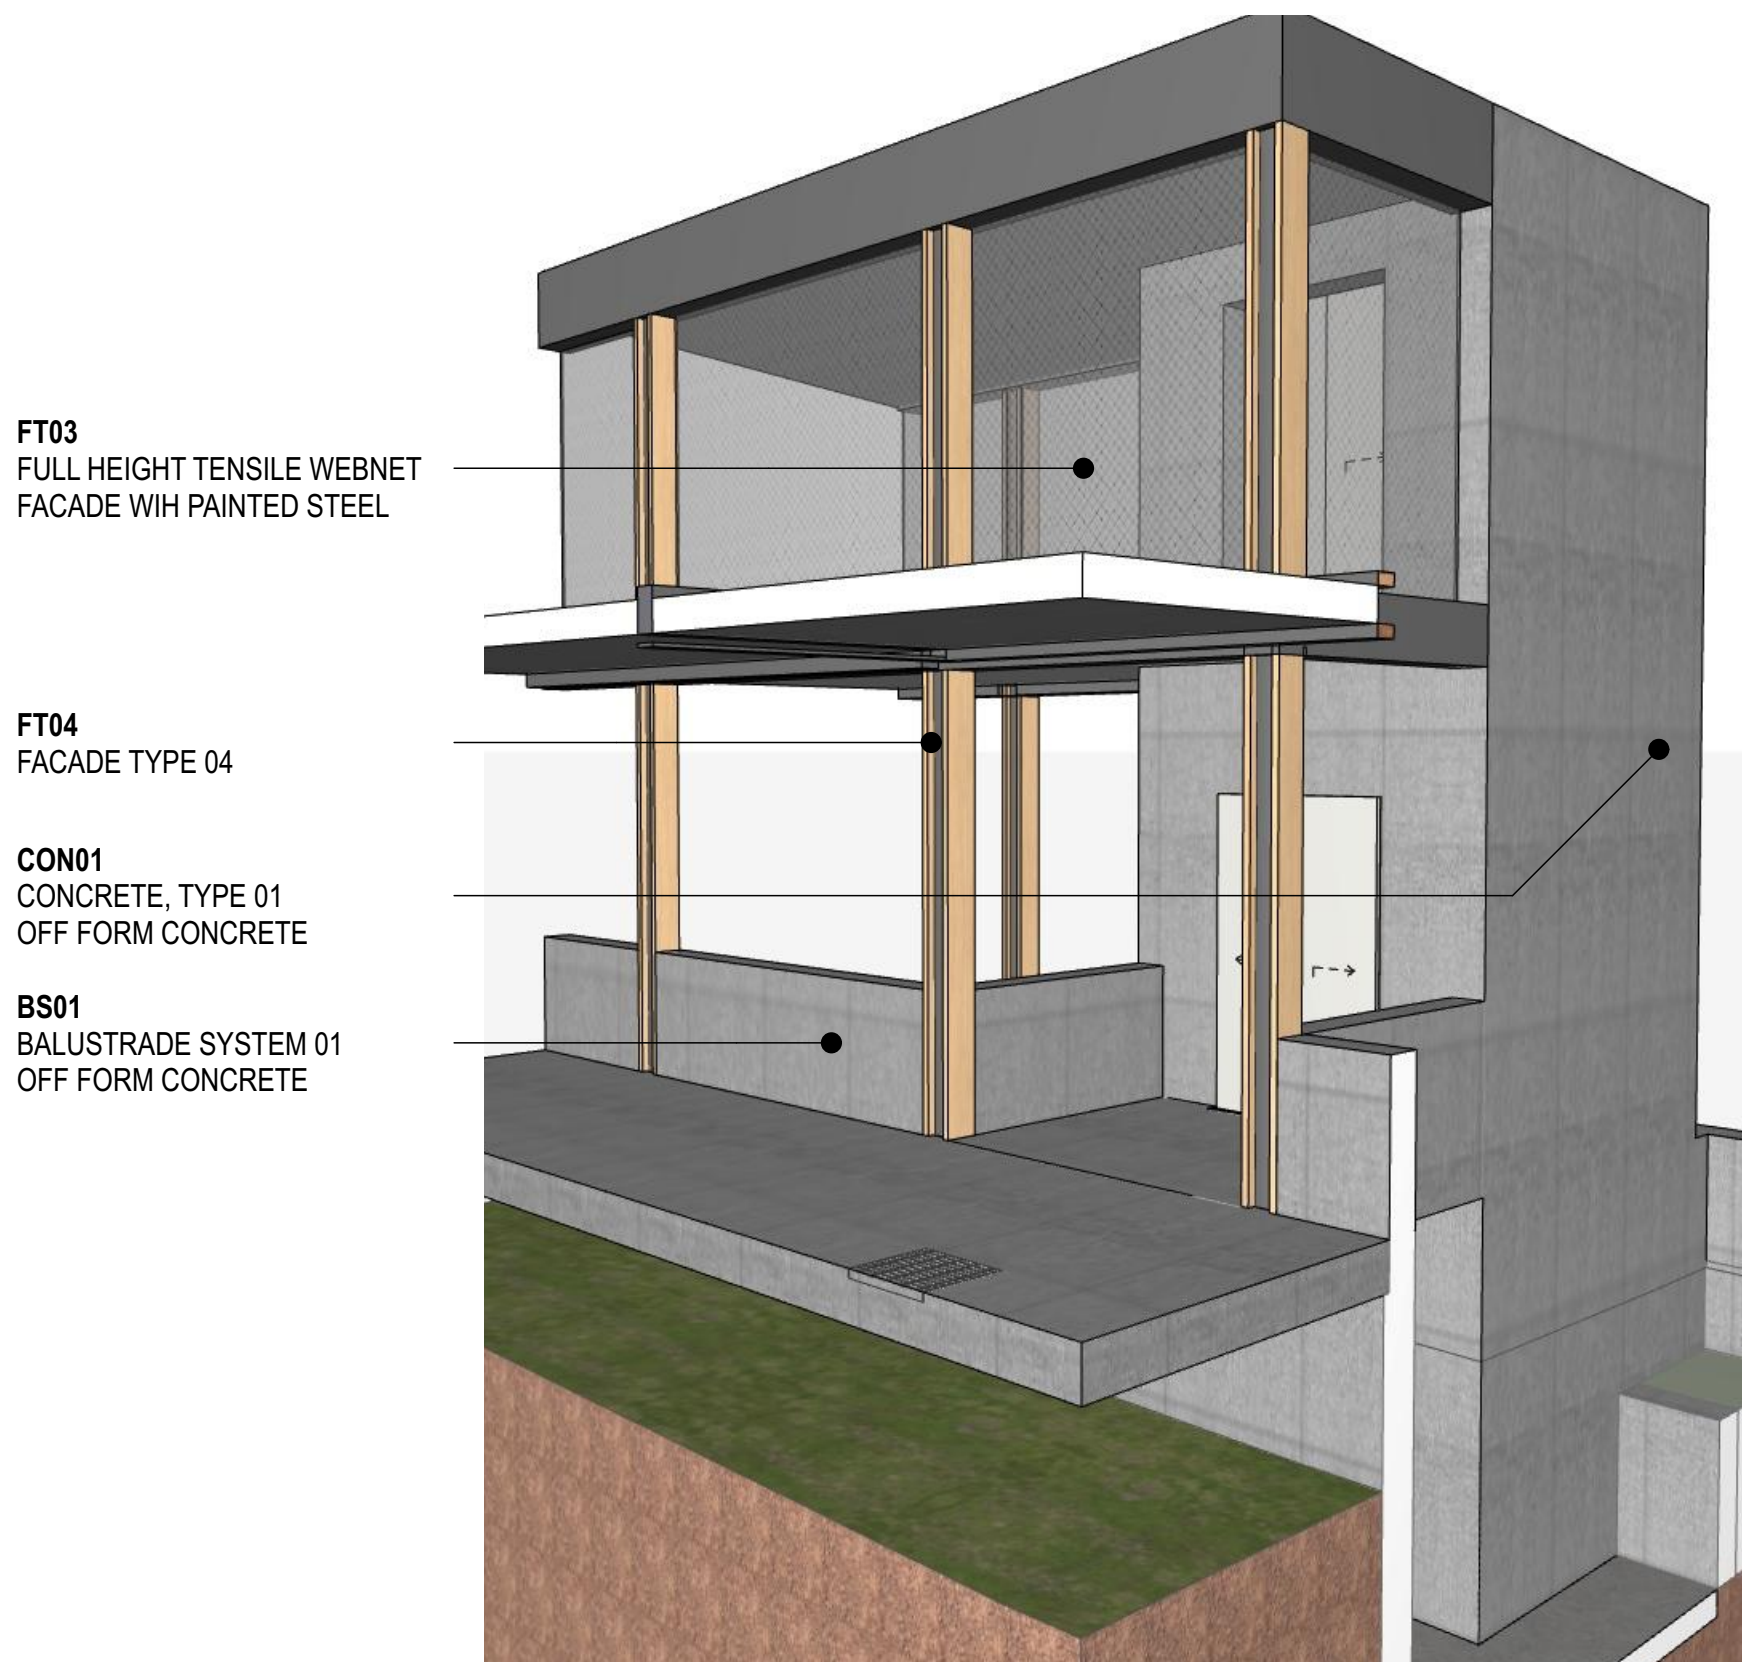 FT03
FULL HEIGHT TENSILE WEBNET
FACADE WIH PAINTED STEEL
FT04
FACADE TYPE 04
CON01
CONCRETE, TYPE 01
OFF FORM CONCRETE
BS01
BALUSTRADE SYSTEM 01
OFF FORM CONCRETE